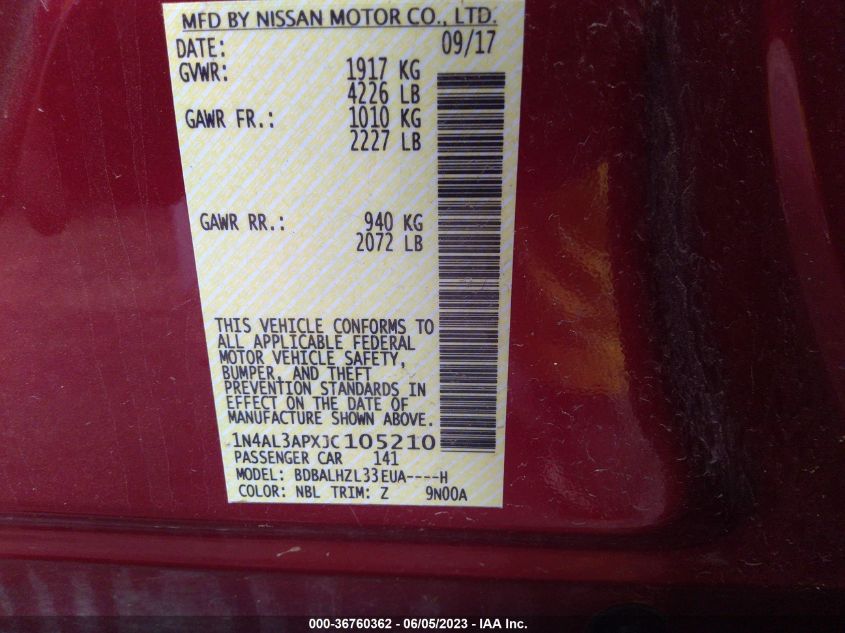 MFD BY NISSAN MOTOR CO., LTD.
DATE: 09/17
GVWR: 1917 KG
4226 LB
GAWR FR.: 1010 KG
2227 LB
GAWR RR.: 940 KG
2072 LB
THIS VEHICLE CONFORMS TO
ALL APPLICABLE FEDERAL
MOTOR VEHICLE SAFETY,
BUMPER, AND THEFT
PREVENTION STANDARDS IN
EFFECT ON THE DATE OF
MANUFACTURE SHOWN ABOVE.
1N4AL3APXJC105210
PASSENGER CAR 141
MODEL: BDBALHZL33EUA----H
COLOR: NBL TRIM: Z 9N00A
000-36760362 - 06/05/2023 - IAA Inc.